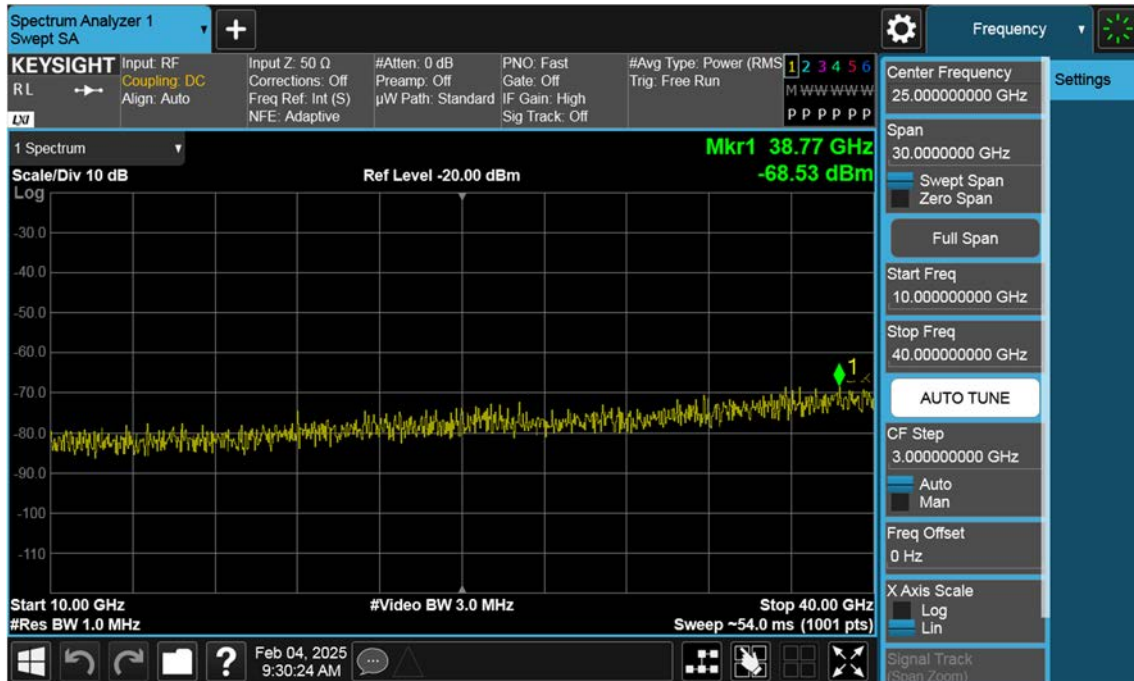 Spectrum Analyzer 1
Swept SA
Frequency
KEYSIGHT
RL
LXI
Input: RF
Coupling: DC
Align: Auto
Input Z: 50 Ω
Corrections: Off
Freq Ref: Int (S)
NFE: Adaptive
#Atten: 0 dB
Preamp: Off
µW Path: Standard
PNO: Fast
Gate: Off
IF Gain: High
Sig Track: Off
#Avg Type: Power (RMS
Trig: Free Run
1 2 3 4 5 6
M W W W W W
P P P P P P
1 Spectrum
Mkr1 38.77 GHz
-68.53 dBm
Scale/Div 10 dB
Ref Level -20.00 dBm
Log
-30.0
-40.0
-50.0
-60.0
-70.0
-80.0
-90.0
-100
-110
1
Start 10.00 GHz
#Video BW 3.0 MHz
Stop 40.00 GHz
#Res BW 1.0 MHz
Sweep ~54.0 ms (1001 pts)
Feb 04, 2025
9:30:24 AM
Center Frequency
25.000000000 GHz
Span
30.0000000 GHz
Swept Span
Zero Span
Full Span
Start Freq
10.000000000 GHz
Stop Freq
40.000000000 GHz
AUTO TUNE
CF Step
3.000000000 GHz
Auto
Man
Freq Offset
0 Hz
X Axis Scale
Log
Lin
Signal Track
(Span Zoom)
Settings